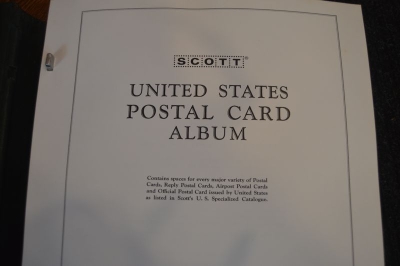 SCOTT
UNITED STATES
POSTAL CARD
ALBUM
Contains spaces for every major variety of Postal
Cards, Reply Postal Cards, Airpost Postal Cards
and Official Postal Card issued by United States
as listed in Scott's U. S. Specialized Catalogue.